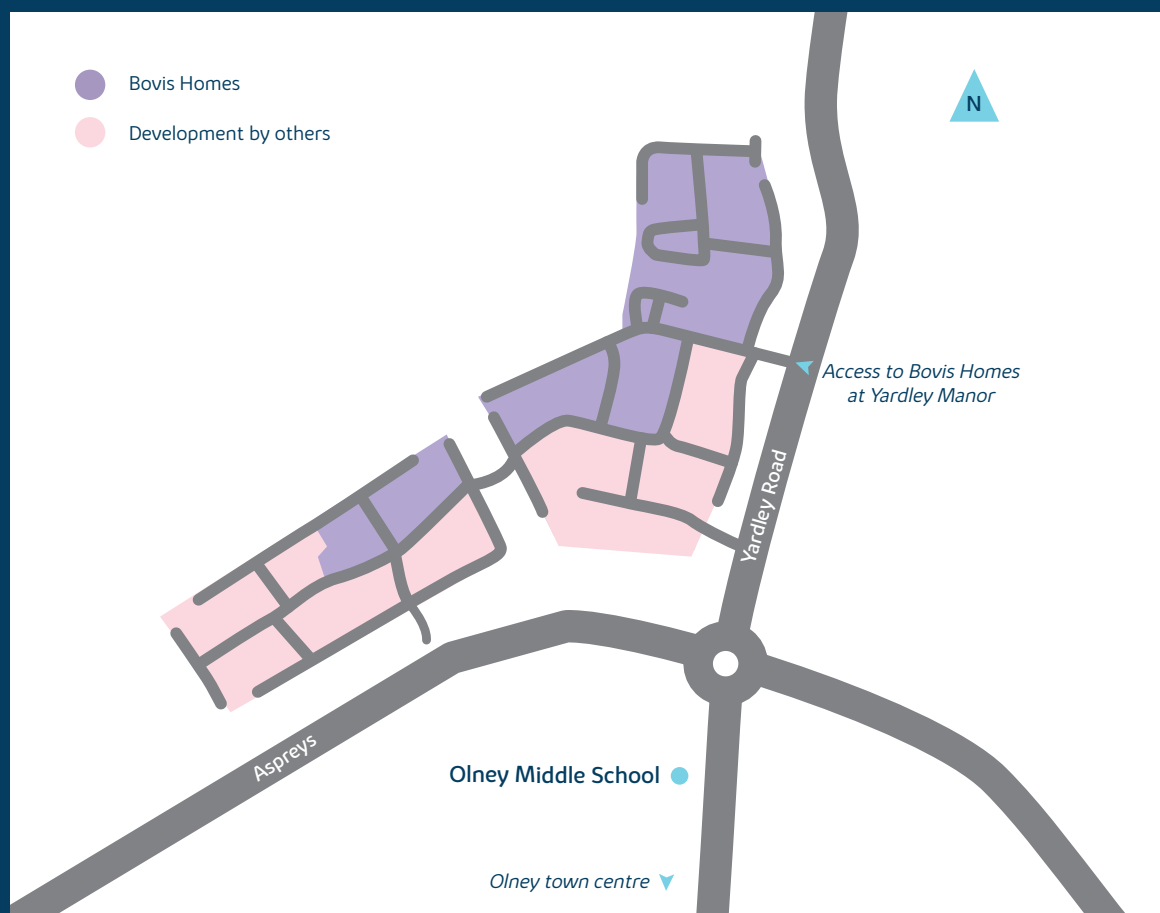 Bovis Homes
Development by others
N
Access to Bovis Homes
at Yardley Manor
Yardley Road
Aspreys
Olney Middle School
Olney town centre